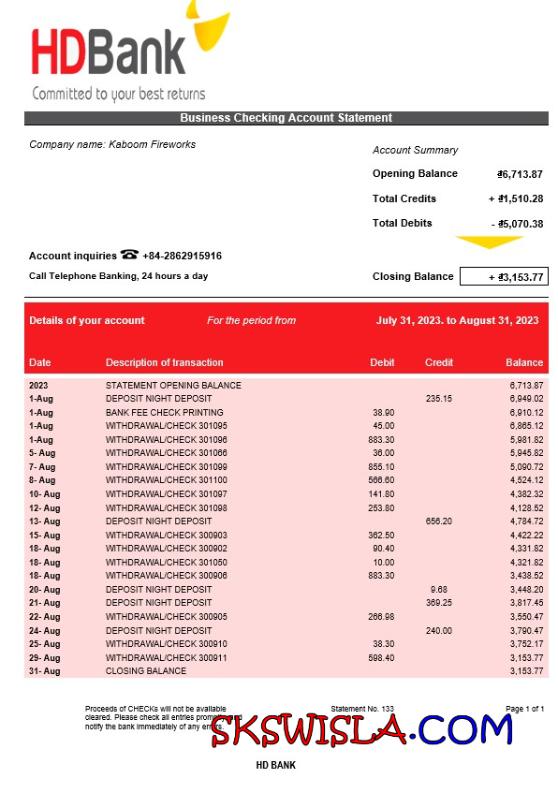 HDBank
Committed to your best returns
Business Checking Account Statement
Company name: Kaboom Fireworks
Account Summary
Opening Balance ₫6,713.87
Total Credits + ₫1,510.28
Total Debits - ₫5,070.38
Account inquiries ☎ +84-2862915916
Call Telephone Banking, 24 hours a day
Closing Balance + ₫3,153.77
Details of your account For the period from July 31, 2023. to August 31, 2023
Date Description of transaction Debit Credit Balance
2023 STATEMENT OPENING BALANCE 6,713.87
1-Aug DEPOSIT NIGHT DEPOSIT 235.15 6,949.02
1-Aug BANK FEE CHECK PRINTING 38.90 6,910.12
1-Aug WITHDRAWAL/CHECK 301095 45.00 6,865.12
1-Aug WITHDRAWAL/CHECK 301096 883.30 5,981.82
5- Aug WITHDRAWAL/CHECK 301066 36.00 5,945.82
7- Aug WITHDRAWAL/CHECK 301099 855.10 5,090.72
8- Aug WITHDRAWAL/CHECK 301100 566.60 4,524.12
10- Aug WITHDRAWAL/CHECK 301097 141.80 4,382.32
12- Aug WITHDRAWAL/CHECK 301098 253.80 4,128.52
13- Aug DEPOSIT NIGHT DEPOSIT 656.20 4,784.72
15- Aug WITHDRAWAL/CHECK 300903 362.50 4,422.22
18- Aug WITHDRAWAL/CHECK 300902 90.40 4,331.82
18- Aug WITHDRAWAL/CHECK 301050 10.00 4,321.82
18- Aug WITHDRAWAL/CHECK 300906 883.30 3,438.52
20- Aug DEPOSIT NIGHT DEPOSIT 9.68 3,448.20
21- Aug DEPOSIT NIGHT DEPOSIT 369.25 3,817.45
22- Aug WITHDRAWAL/CHECK 300905 266.98 3,550.47
24- Aug DEPOSIT NIGHT DEPOSIT 240.00 3,790.47
25- Aug WITHDRAWAL/CHECK 300910 38.30 3,752.17
29- Aug WITHDRAWAL/CHECK 300911 598.40 3,153.77
31- Aug CLOSING BALANCE 3,153.77
Proceeds of CHECKs will not be available
cleared. Please check all entries
notify the bank immediately of any
Statement No. 133
Page 1 of 1
SKSWISLA.COM
HD BANK